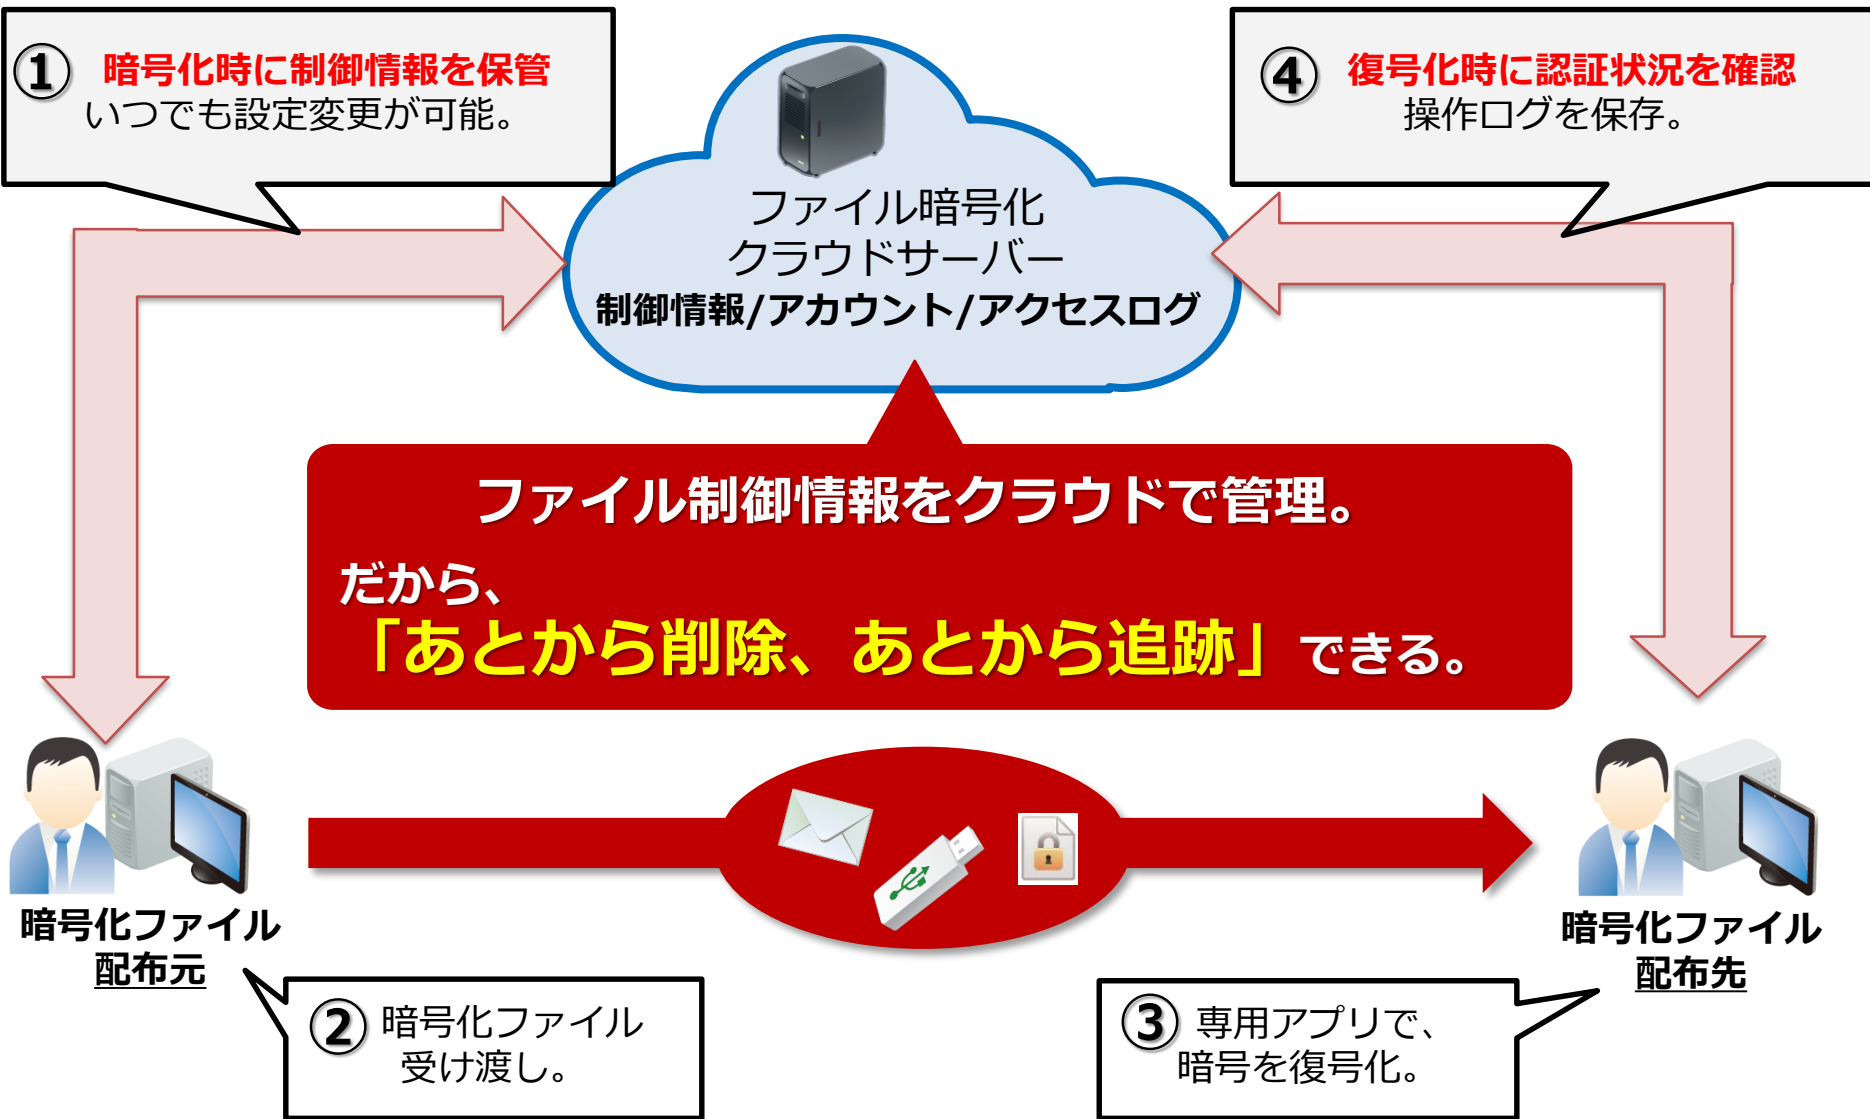 ① 暗号化時に制御情報を保管
いつでも設定変更が可能。
④ 復号化時に認証状況を確認
操作ログを保存。
ファイル暗号化
クラウドサーバー
制御情報/アカウント/アクセスログ
ファイル制御情報をクラウドで管理。
だから、
「あとから削除、あとから追跡」できる。
暗号化ファイル
配布元
暗号化ファイル
配布先
② 暗号化ファイル
受け渡し。
③ 専用アプリで、
暗号を復号化。